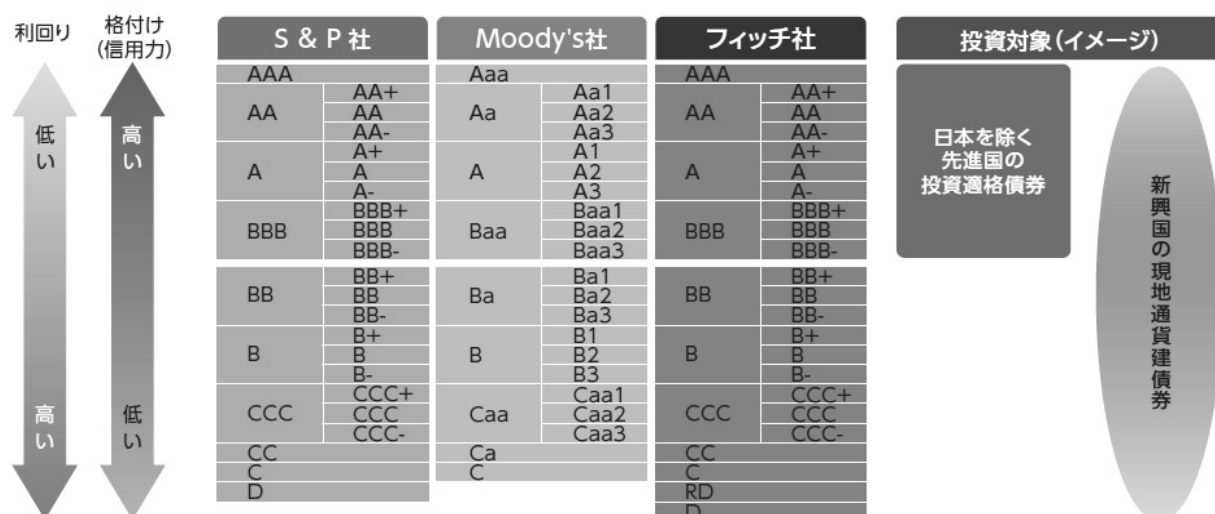 利回り
格付け
(信用力)
S & P 社
Moody's社
フィッチ社
投資対象(イメージ)
低い
高い
高い
低い
AAA
Aaa
AAA
AA
AA+
AA
AA-
Aa
Aa1
Aa2
Aa3
AA
AA+
AA
AA-
A
A+
A
A-
A
A1
A2
A3
A
A+
A
A-
BBB
BBB+
BBB
BBB-
Baa
Baa1
Baa2
Baa3
BBB
BBB+
BBB
BBB-
BB
BB+
BB
BB-
Ba
Ba1
Ba2
Ba3
BB
BB+
BB
BB-
B
B+
B
B-
B
B1
B2
B3
B
B+
B
B-
CCC
CCC+
CCC
CCC-
Caa
Caa1
Caa2
Caa3
CCC
CCC+
CCC
CCC-
CC
Ca
CC
C
C
C
D
RD
D
日本を除く
先進国の
投資適格債券
新興国の現地通貨建債券